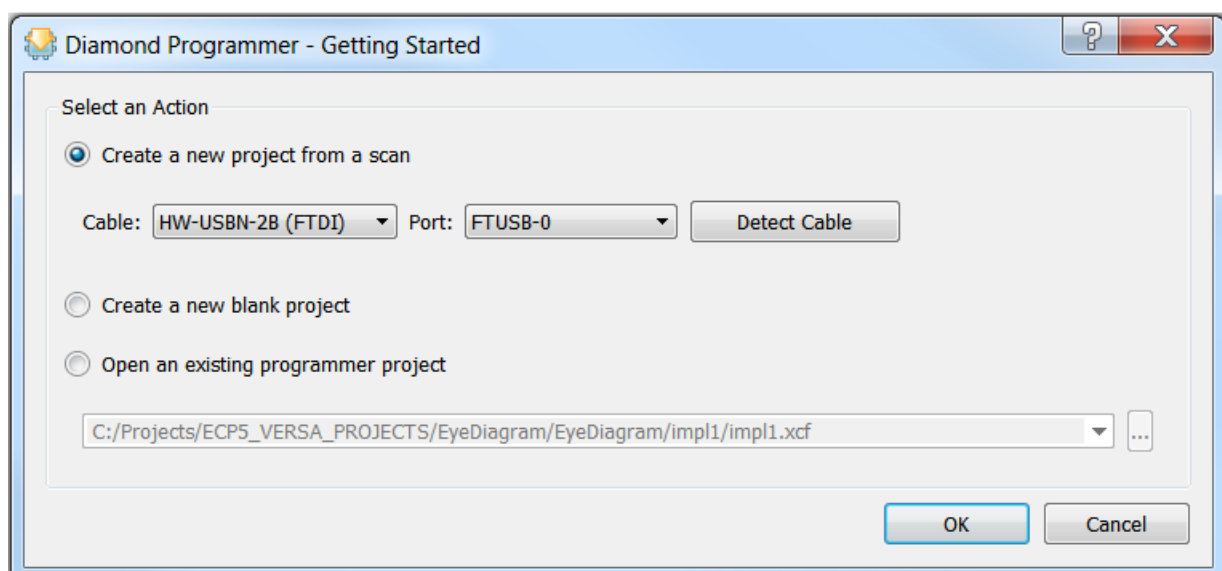 Diamond Programmer - Getting Started
Select an Action
Create a new project from a scan
Cable: HW-USBN-2B (FTDI) Port: FTUSB-0 Detect Cable
Create a new blank project
Open an existing programmer project
C:/Projects/ECP5_VERSA_PROJECTS/EyeDiagram/EyeDiagram/impl1/impl1.xcf ...
OK Cancel